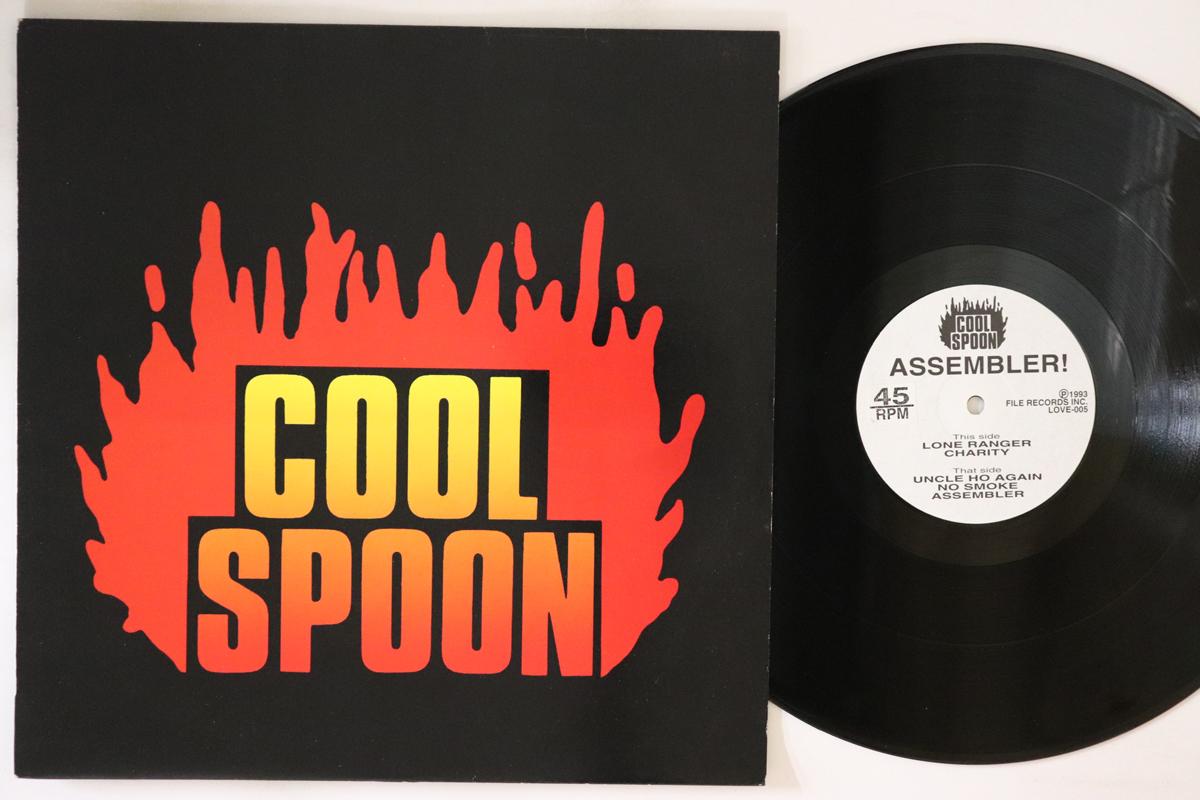 COOL
SPOON
COOL
SPOON
ASSEMBLER!
45
RPM
℗1993
FILE RECORDS INC.
LOVE-005
This side
LONE RANGER
CHARITY
That side
UNCLE HO AGAIN
NO SMOKE
ASSEMBLER